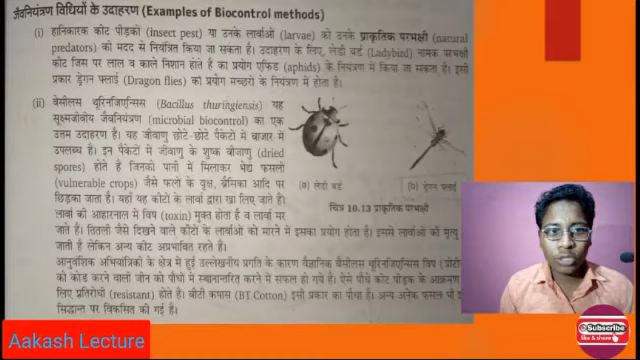 जैवनियंत्रण विधियों के उदाहरण (Examples of Biocontrol methods)
(i) हानिकारक कीट पीड़कों (insect pest) या उनके लार्वाओं (larvae) को उनके प्राकृतिक परभक्षी (natural
predators) की मदद से नियंत्रित किया जा सकता है। उदाहरण के लिए, लेडी बर्ड (Ladybird) नामक परभक्षी
कीट जिस पर लाल व काले निशान होते हैं का प्रयोग एफिड (aphids) के नियंत्रण में किया जा सकता है। इसी
प्रकार ड्रेगन फ्लाई (Dragon flies) का प्रयोग मच्छरों के नियंत्रण में होता है।
(ii) बेसीलस थूरिनजिएन्सिस (Bacillus thuringiensis) यह
सूक्ष्मजीवीय जैवनियंत्रण (microbial biocontrol) का एक
उत्तम उदाहरण है। यह जीवाणु छोटे-छोटे पैकेटों में बाजार में
उपलब्ध है। इन पैकेटों में जीवाणु के शुष्क बीजाणु (dried
spores) होते हैं जिनको पानी में मिलाकर भेद्य फसलों
(vulnerable crops) जैसे फलों के वृक्ष, ब्रैसिका आदि पर
छिड़का जाता है। यहाँ यह कीटों के लार्वा द्वारा खा लिए जाते हैं।
लार्वा की आहारनाल में विष (toxin) मुक्त होता है व लार्वा मर
जाते हैं। तितली जैसे दिखने वाले कीटों के लार्वाओं को मारने में इसका प्रयोग होता है। इससे लार्वाओं की मृत्यु
जाती है लेकिन अन्य कीट अप्रभावित रहते हैं।
आनुवंशिक अभियांत्रिकी के क्षेत्र में हुई उल्लेखनीय प्रगति के कारण वैज्ञानिक बैसीलस थूरिनजिएन्सिस विष (प्रोटी
को कोड करने वाली जीन को पौधों में स्थानान्तरित करने में सफल हो गये हैं। ऐसे पौधे कीट पीड़क के आक्रमण
लिए प्रतिरोधी (resistant) होते हैं। बीटी कपास (BT Cotton) इसी प्रकार का पौधा है। अन्य अनेक फसल भी
सिद्धान्त पर विकसित की गई हैं।
(a) लेडी बर्ड
(b) ड्रेगन फ्लाई
चित्र 10.13 प्राकृतिक परभक्षी
Aakash Lecture
Subscribe
like & share